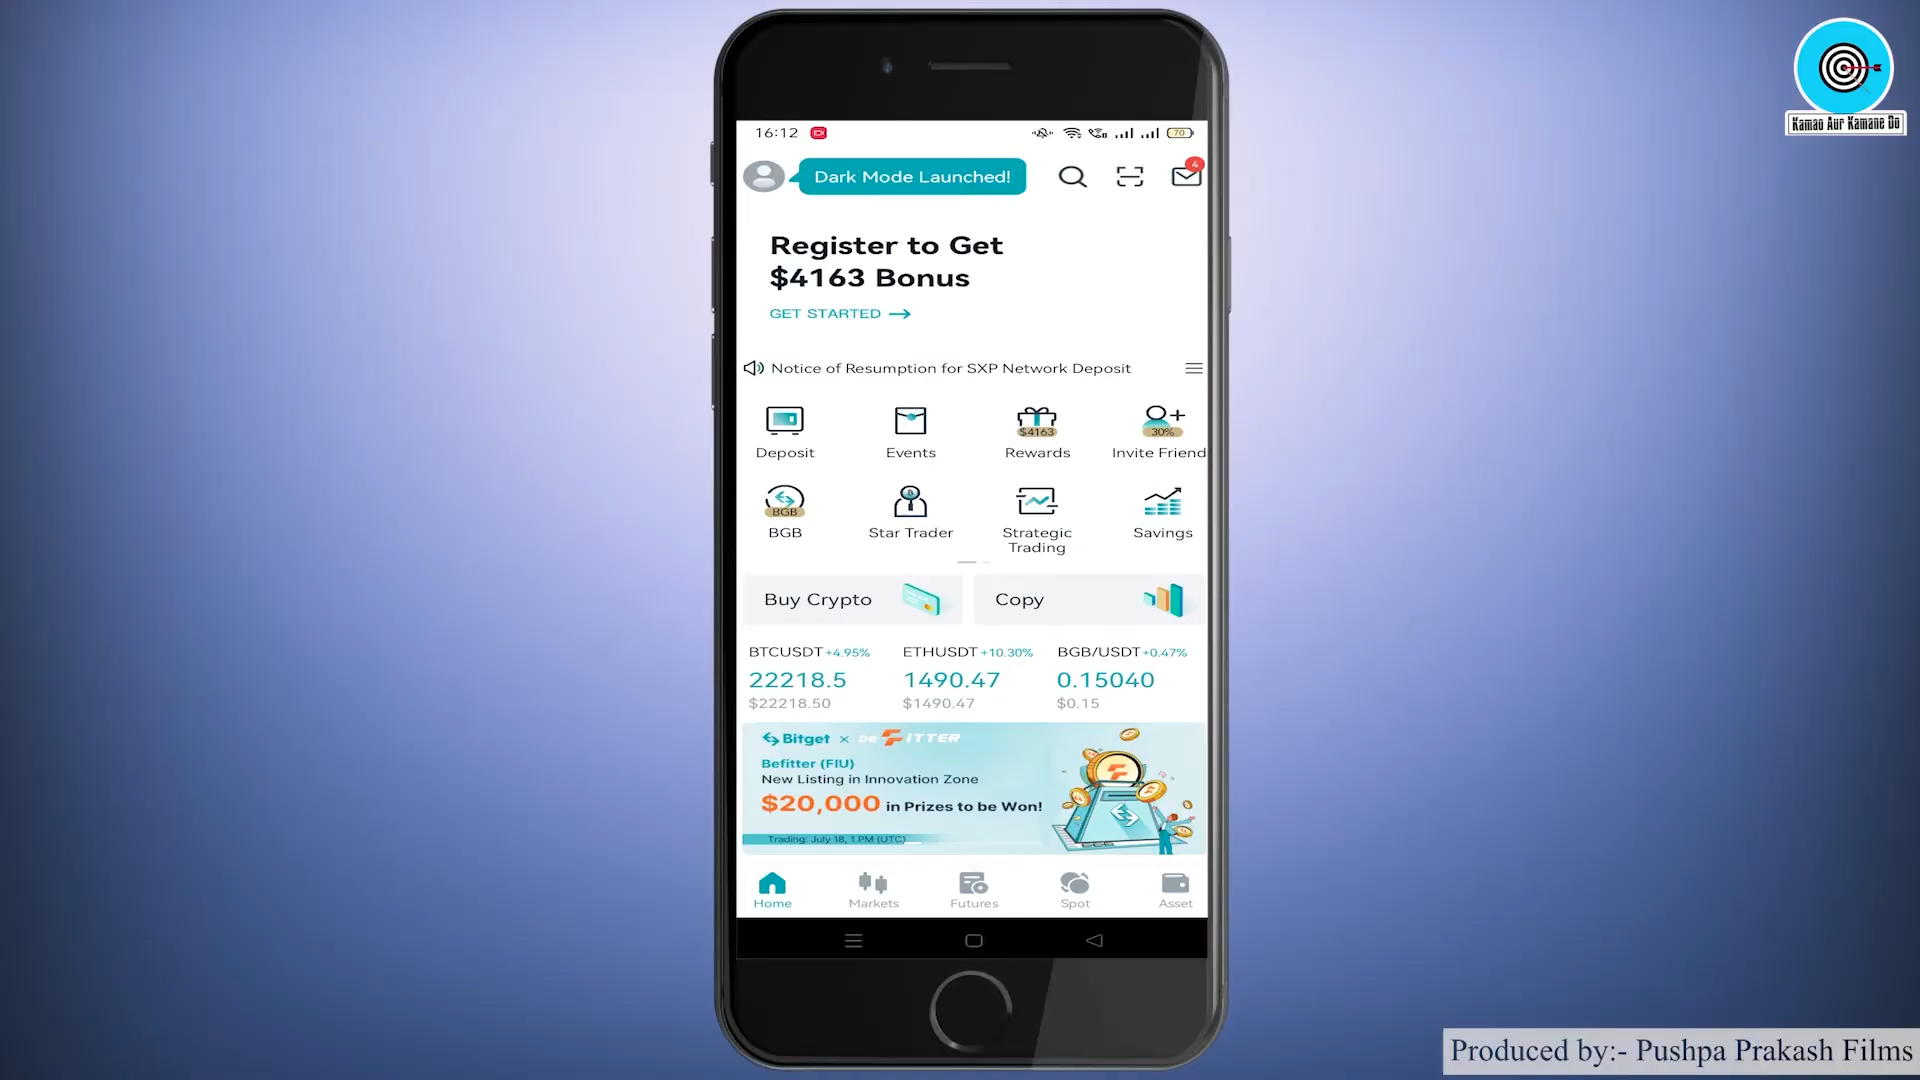 Kamao Aur Kamane Do
16:12
70
Dark Mode Launched!
4
Register to Get
$4163 Bonus
GET STARTED
Notice of Resumption for SXP Network Deposit
$4163
30%
Deposit
Events
Rewards
Invite Friend
BGB
BGB
Star Trader
Strategic
Trading
Savings
Buy Crypto
Copy
BTCUSDT +4.95%
ETHUSDT +10.30%
BGB/USDT +0.47%
22218.5
1490.47
0.15040
$22218.50
$1490.47
$0.15
Bitget × BEFITTER
Befitter (FIU)
New Listing in Innovation Zone
$20,000 in Prizes to be Won!
Trading: July 18, 1 PM (UTC)
Home
Markets
Futures
Spot
Asset
Produced by:- Pushpa Prakash Films